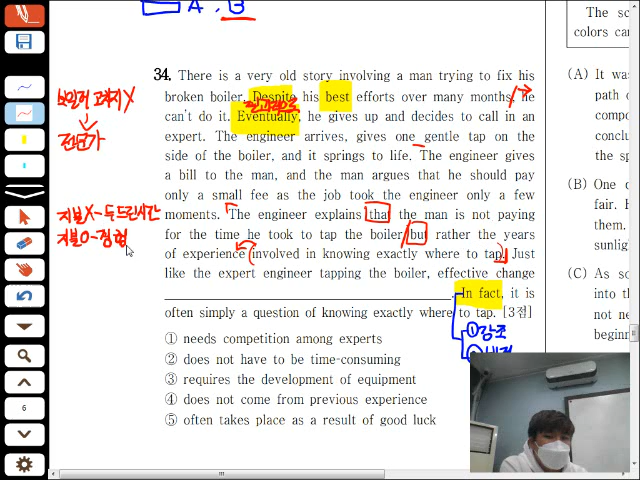 A . B
The sc
colors can
34. There is a very old story involving a man trying to fix his
broken boiler. Despite his best efforts over many months, he
can't do it. Eventually, he gives up and decides to call in an
expert. The engineer arrives, gives one gentle tap on the
side of the boiler, and it springs to life. The engineer gives
a bill to the man, and the man argues that he should pay
only a small fee as the job took the engineer only a few
moments. The engineer explains that the man is not paying
for the time he took to tap the boiler but rather the years
of experience involved in knowing exactly where to tap. Just
like the expert engineer tapping the boiler, effective change
. In fact, it is
often simply a question of knowing exactly where to tap. [3점]
① needs competition among experts
② does not have to be time-consuming
③ requires the development of equipment
④ does not come from previous experience
⑤ often takes place as a result of good luck
보일러 고치지X
전문가
지불X-두드린시간
지불O-경험
①강조
(A) It wa
path o
compo
consis
the sp
(B) One d
fair. H
them.
sunlig
(C) As so
into th
not ne
beginn
6